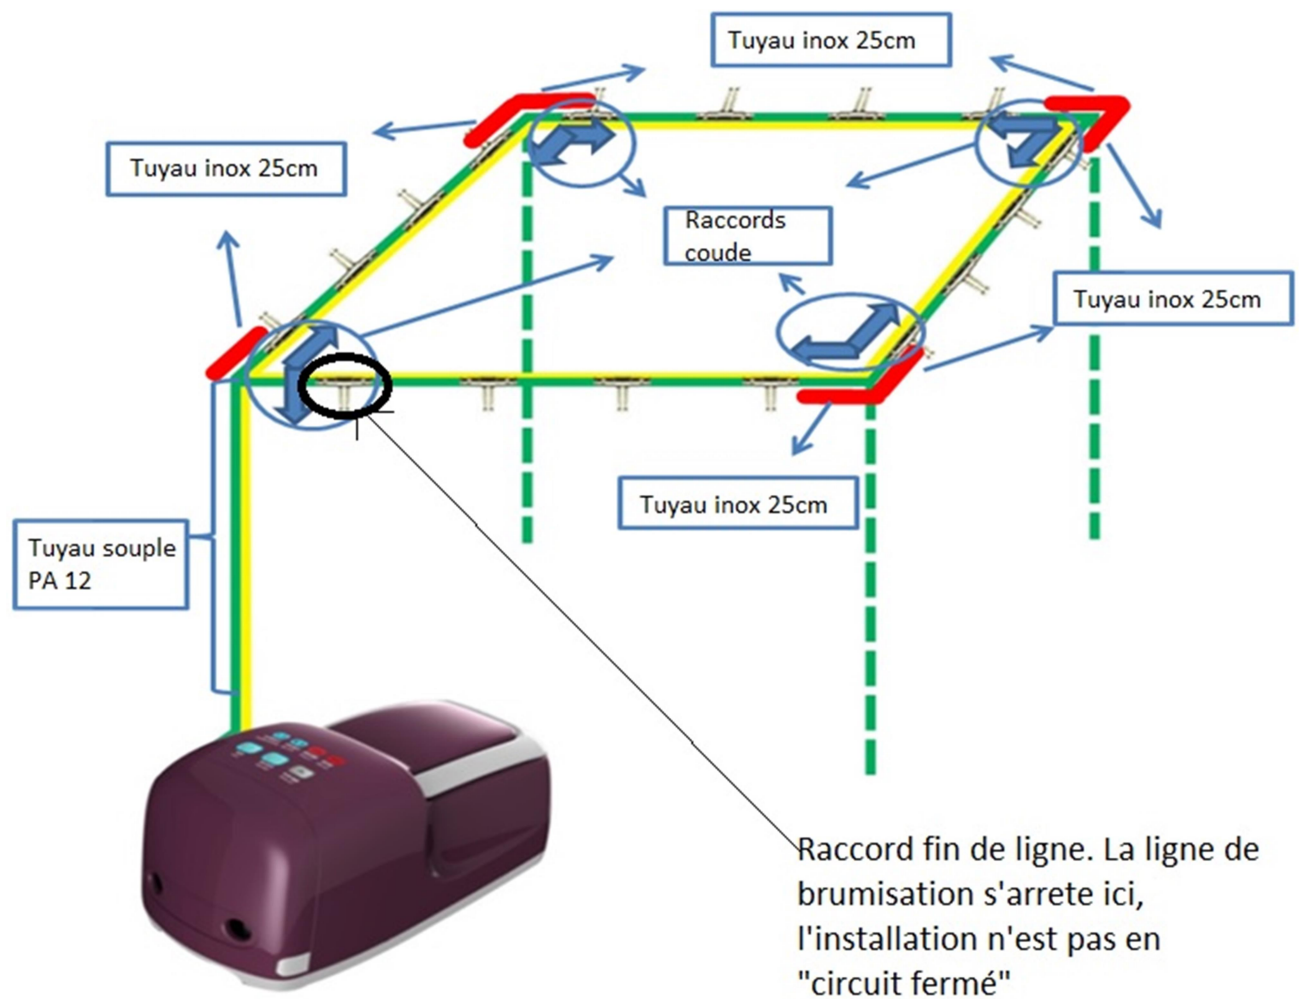 Tuyau inox 25cm
Tuyau inox 25cm
Raccords
coude
Tuyau inox 25cm
Tuyau inox 25cm
Tuyau souple
PA 12
Raccord fin de ligne. La ligne de
brumisation s'arrete ici,
l'installation n'est pas en
"circuit fermé"